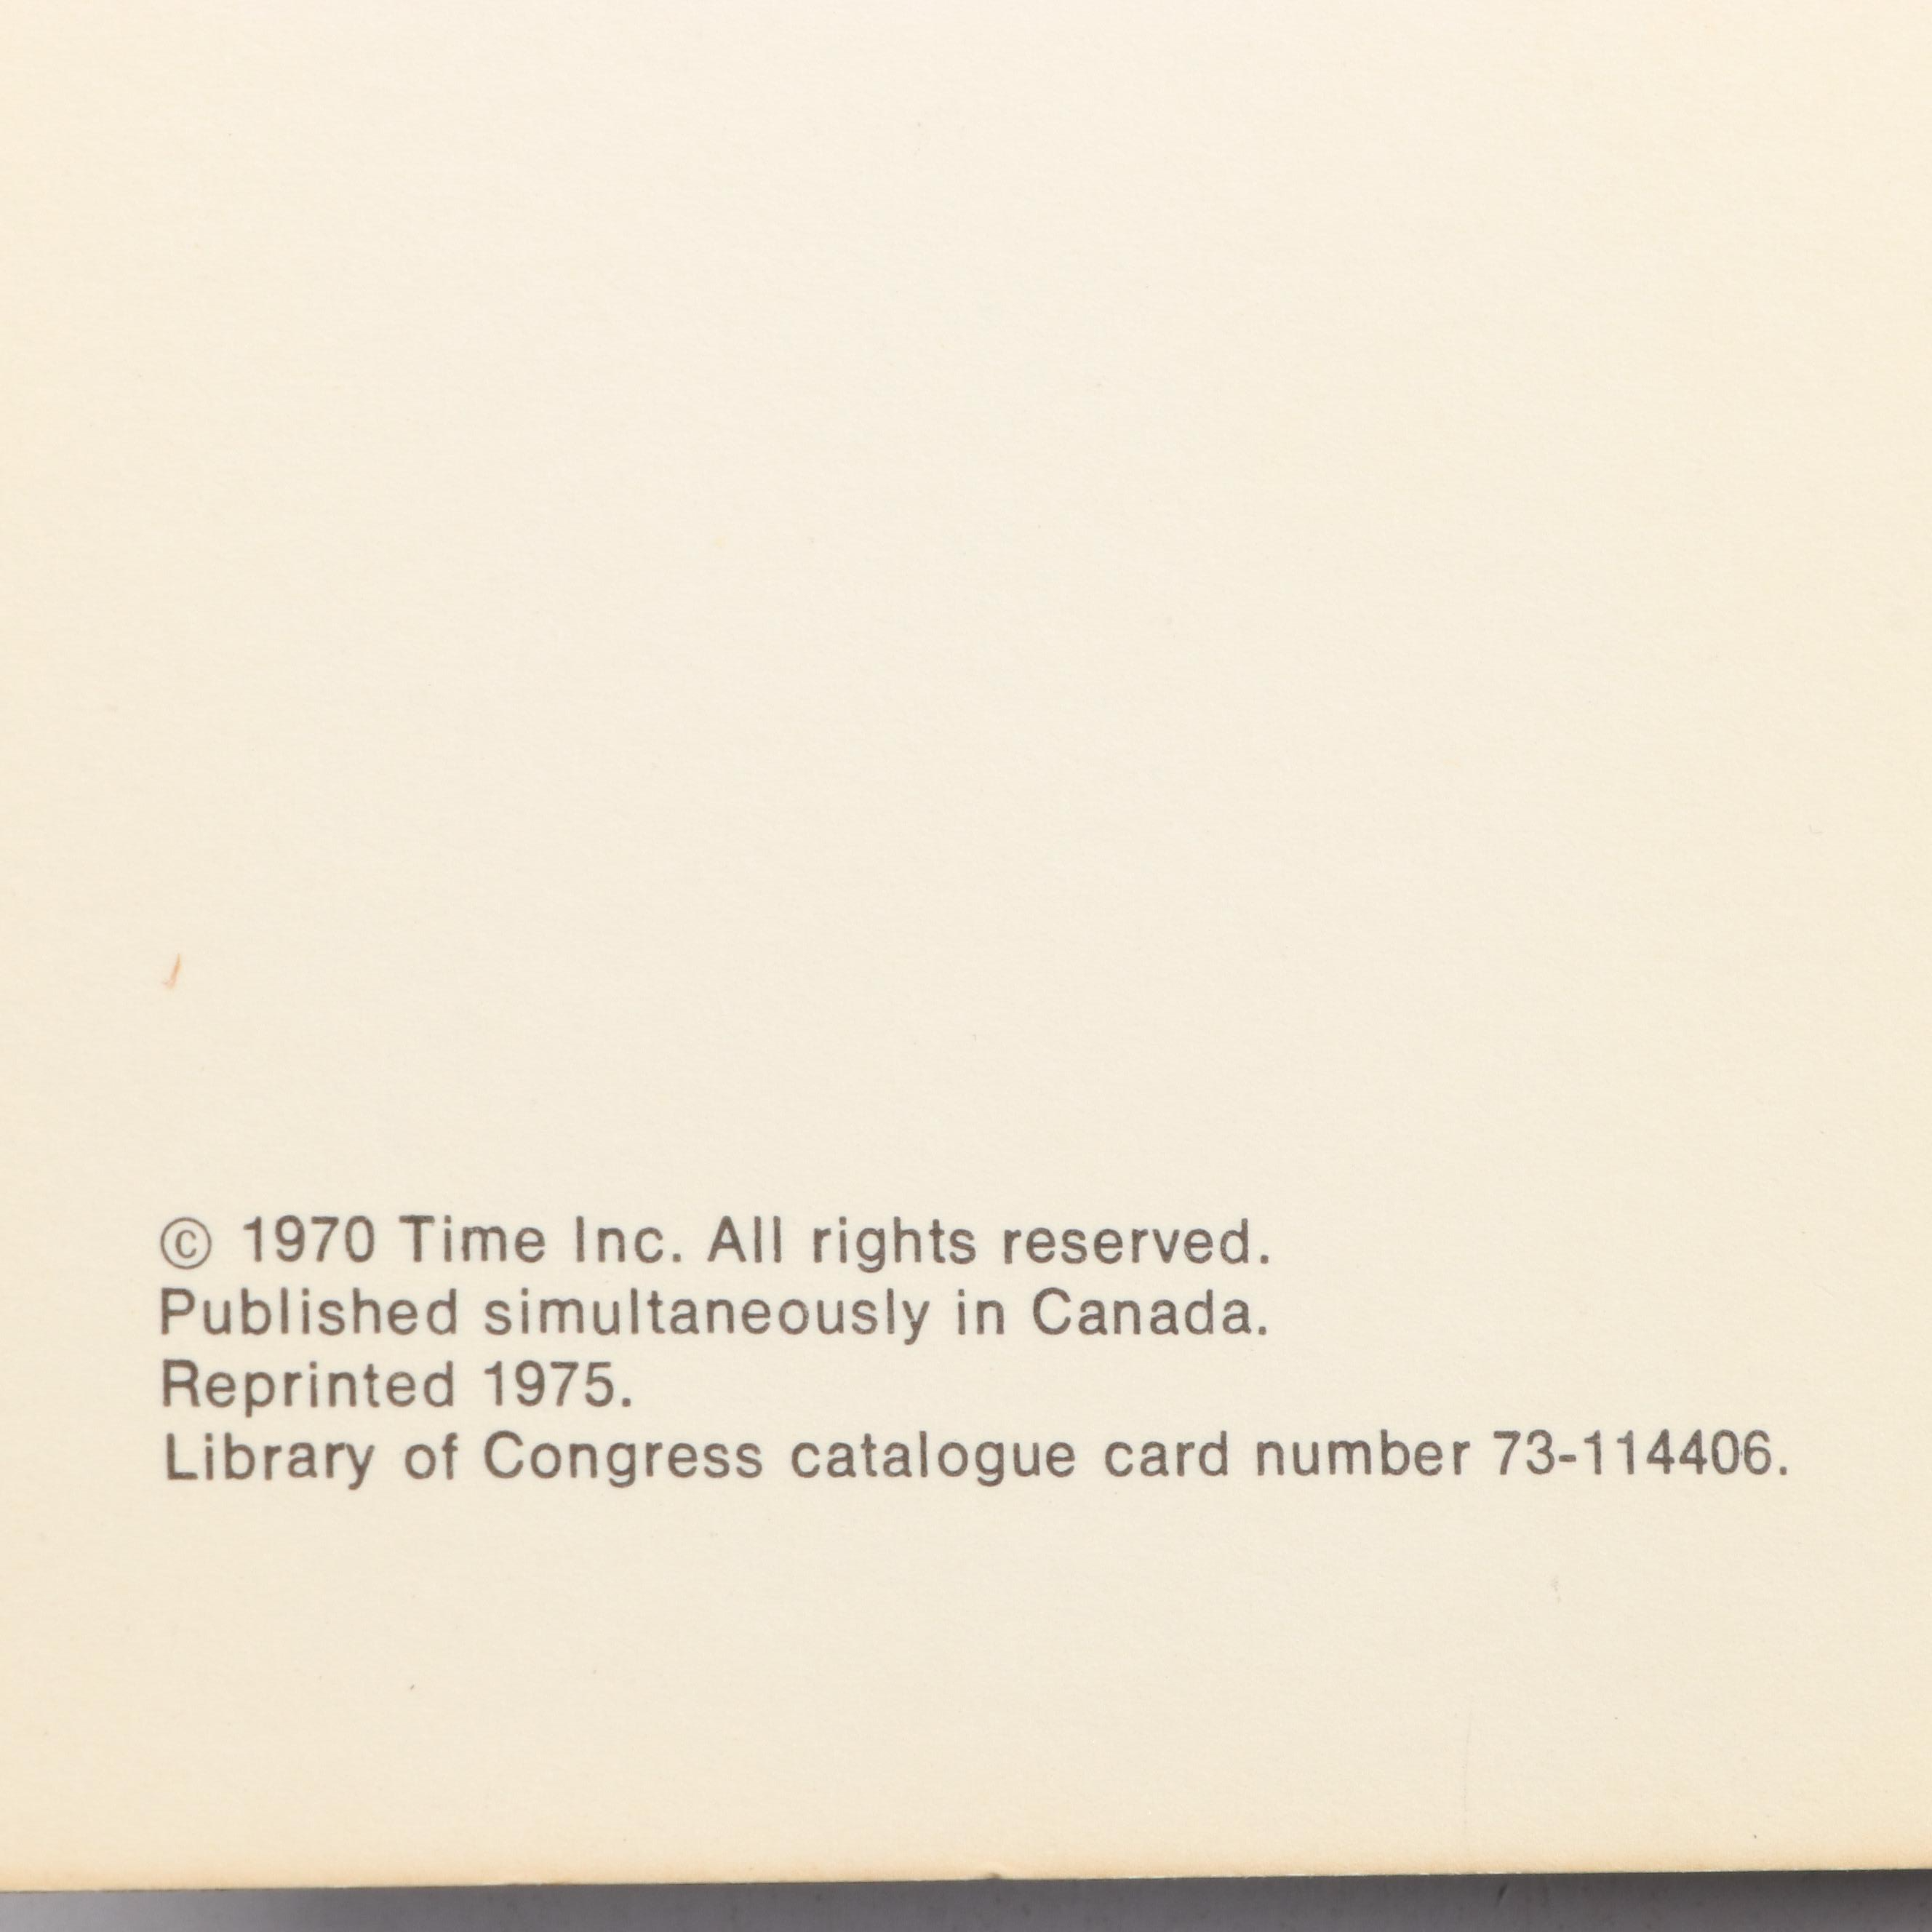 © 1970 Time Inc. All rights reserved.
Published simultaneously in Canada.
Reprinted 1975.
Library of Congress catalogue card number 73-114406.